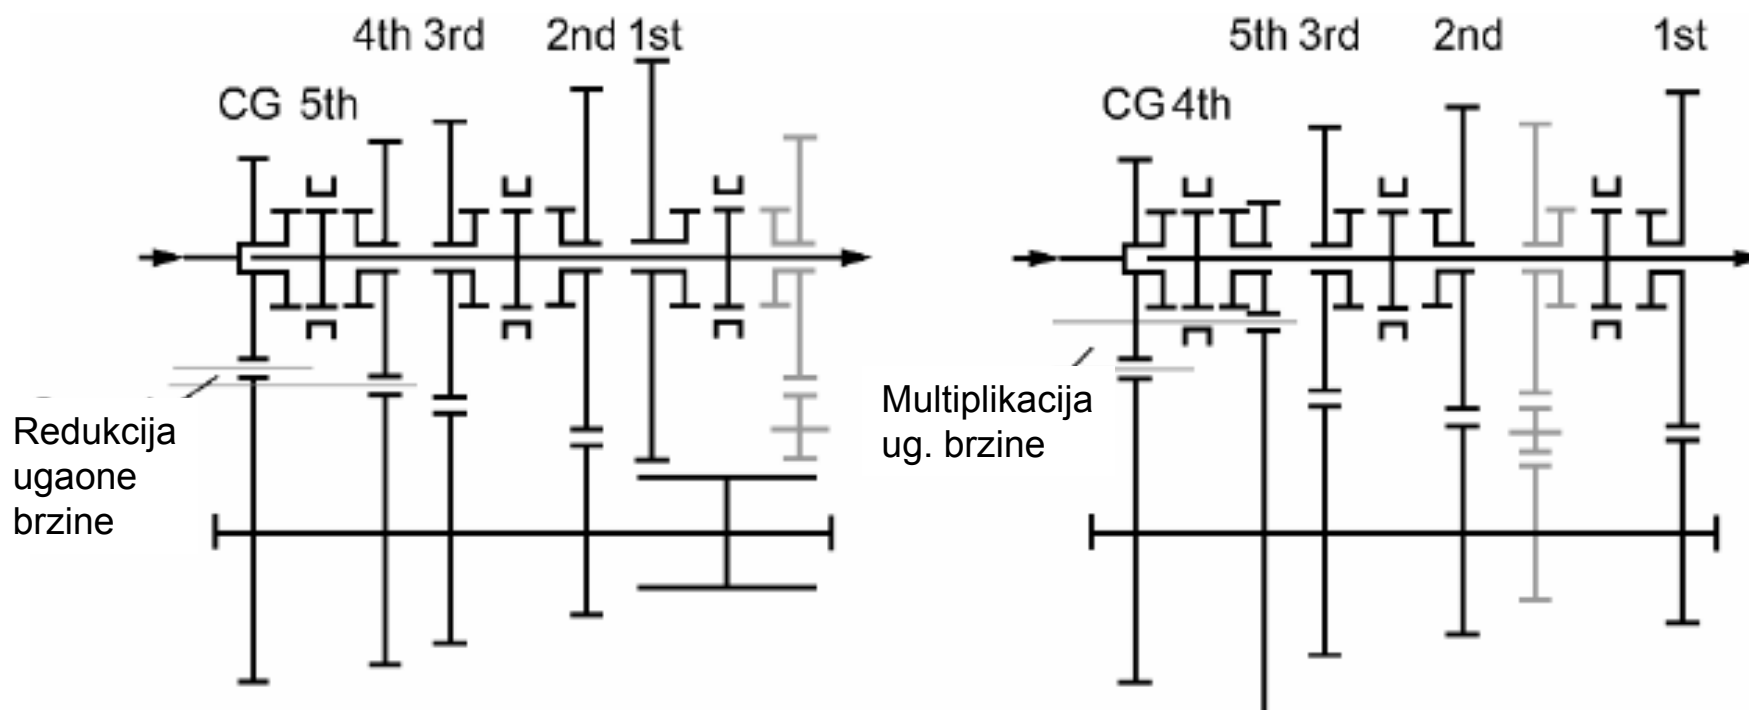 4th 3rd 2nd 1st
CG 5th
Redukcija
ugaone
brzine
5th 3rd 2nd 1st
CG 4th
Multiplikacija
ug. brzine